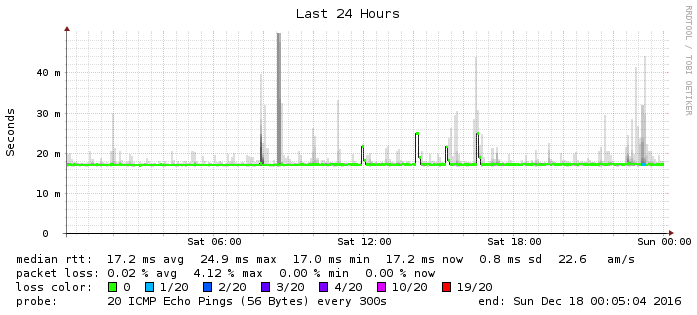 Last 24 Hours
RRDTOOL / TOBI OETIKER
Seconds
40 m
30 m
20 m
10 m
0
Sat 06:00 Sat 12:00 Sat 18:00 Sun 00:00
median rtt: 17.2 ms avg 24.9 ms max 17.0 ms min 17.2 ms now 0.8 ms sd 22.6 am/s
packet loss: 0.02 % avg 4.12 % max 0.00 % min 0.00 % now
loss color: 0 1/20 2/20 3/20 4/20 10/20 19/20
probe: 20 ICMP Echo Pings (56 Bytes) every 300s end: Sun Dec 18 00:05:04 2016